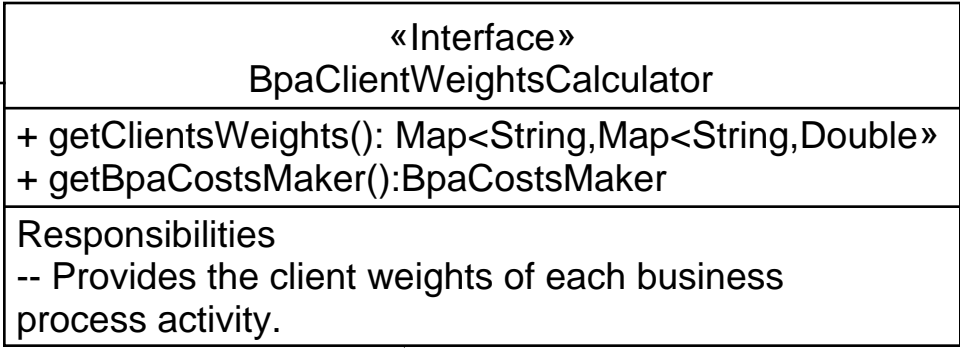 «Interface»
BpaClientWeightsCalculator
+ getClientsWeights(): Map<String,Map<String,Double»
+ getBpaCostsMaker():BpaCostsMaker
Responsibilities
-- Provides the client weights of each business
process activity.